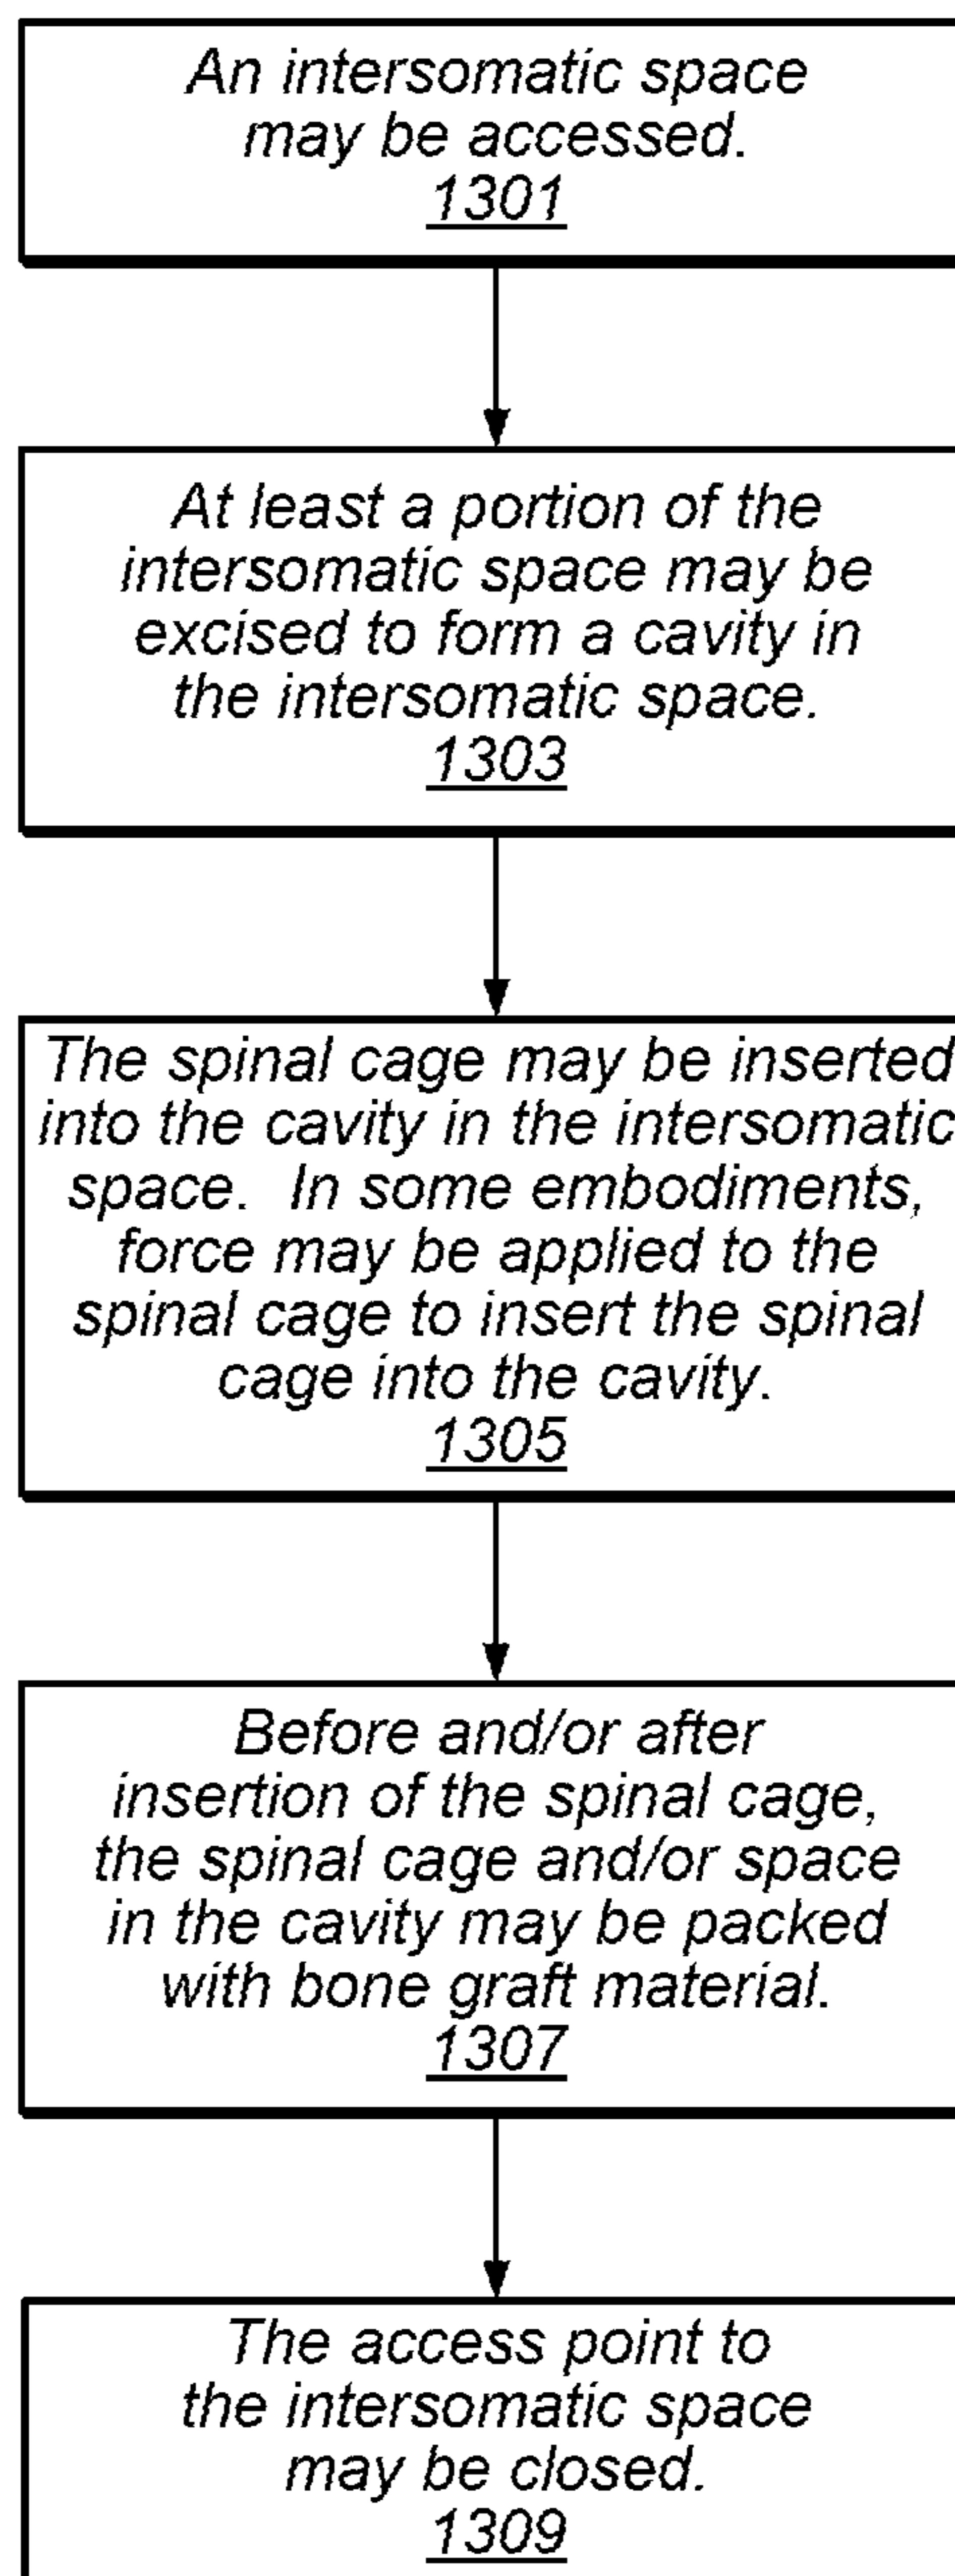 An intersomatic space
may be accessed.
1301
At least a portion of the
intersomatic space may be
excised to form a cavity in
the intersomatic space.
1303
The spinal cage may be inserted
into the cavity in the intersomatic
space.  In some embodiments,
force may be applied to the
spinal cage to insert the spinal
cage into the cavity.
1305
Before and/or after
insertion of the spinal cage,
the spinal cage and/or space
in the cavity may be packed
with bone graft material.
1307
The access point to
the intersomatic space
may be closed.
1309